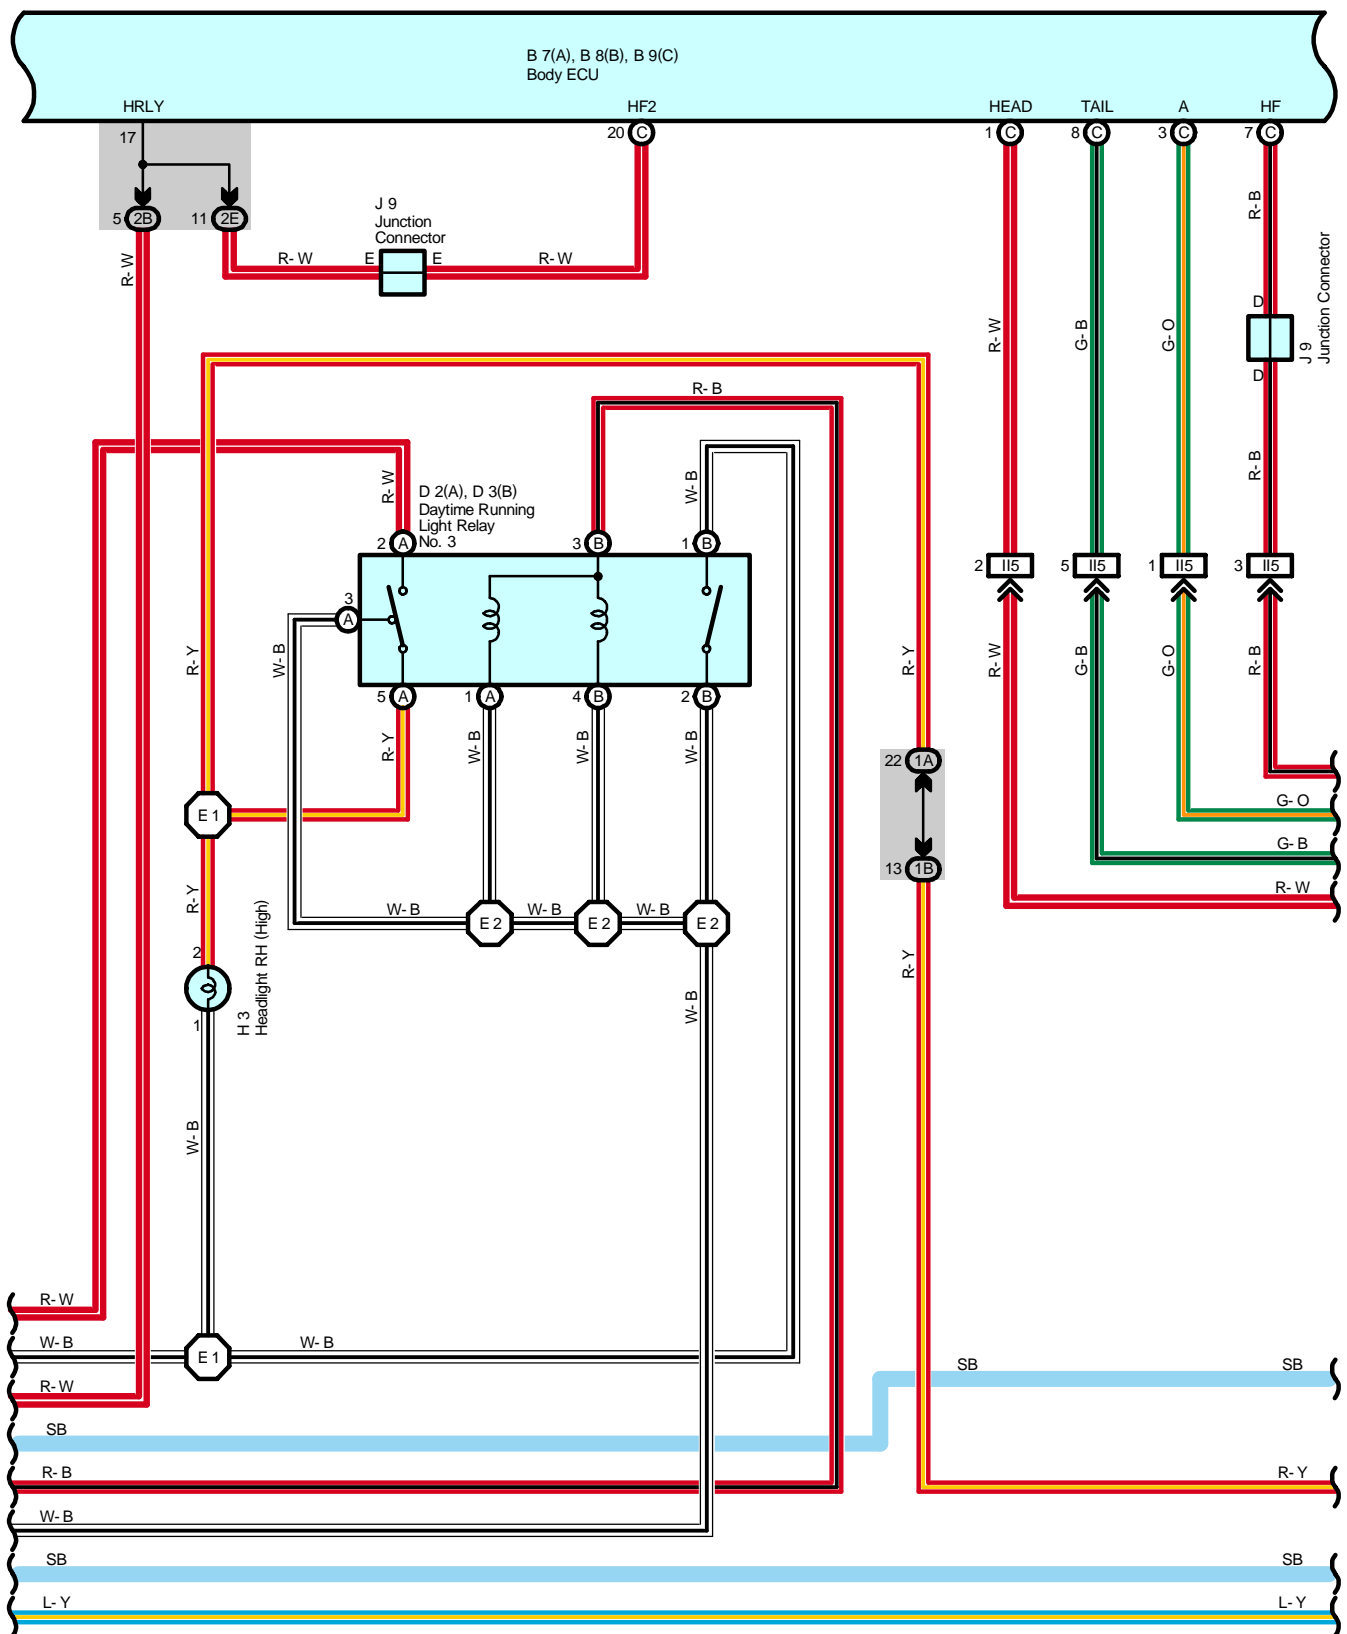 B 7(A), B 8(B), B 9(C)
Body ECU
HRLY
HF2
HEAD
TAIL
A
HF
17
20 C
1 C
8 C
3 C
7 C
5 2B
11 2E
J 9
Junction
Connector
R-W
E
E
R-W
R-W
R-B
D
J 9
Junction Connector
D
R-W
G-B
G-O
R-B
R-B
R-W
W-B
D 2(A), D 3(B)
Daytime Running
Light Relay
No. 3
2 A
3 B
1 B
2 II5
5 II5
1 II5
3 II5
3
A
R-Y
W-B
R-Y
R-W
G-B
G-O
R-B
5 A
1 A
4 B
2 B
R-Y
W-B
W-B
W-B
22 1A
G-O
E 1
G-B
13 1B
R-W
R-Y
W-B
W-B
W-B
E 2
E 2
E 2
2
H 3
Headlight RH (High)
R-Y
W-B
1
W-B
R-W
W-B
W-B
E 1
SB
SB
R-W
SB
R-B
R-Y
W-B
SB
SB
L-Y
L-Y